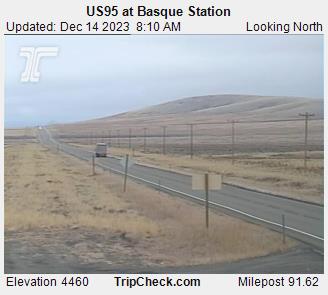 US95 at Basque Station
Updated: Dec 14 2023 8:10 AM Looking North
Elevation 4460 TripCheck.com Milepost 91.62